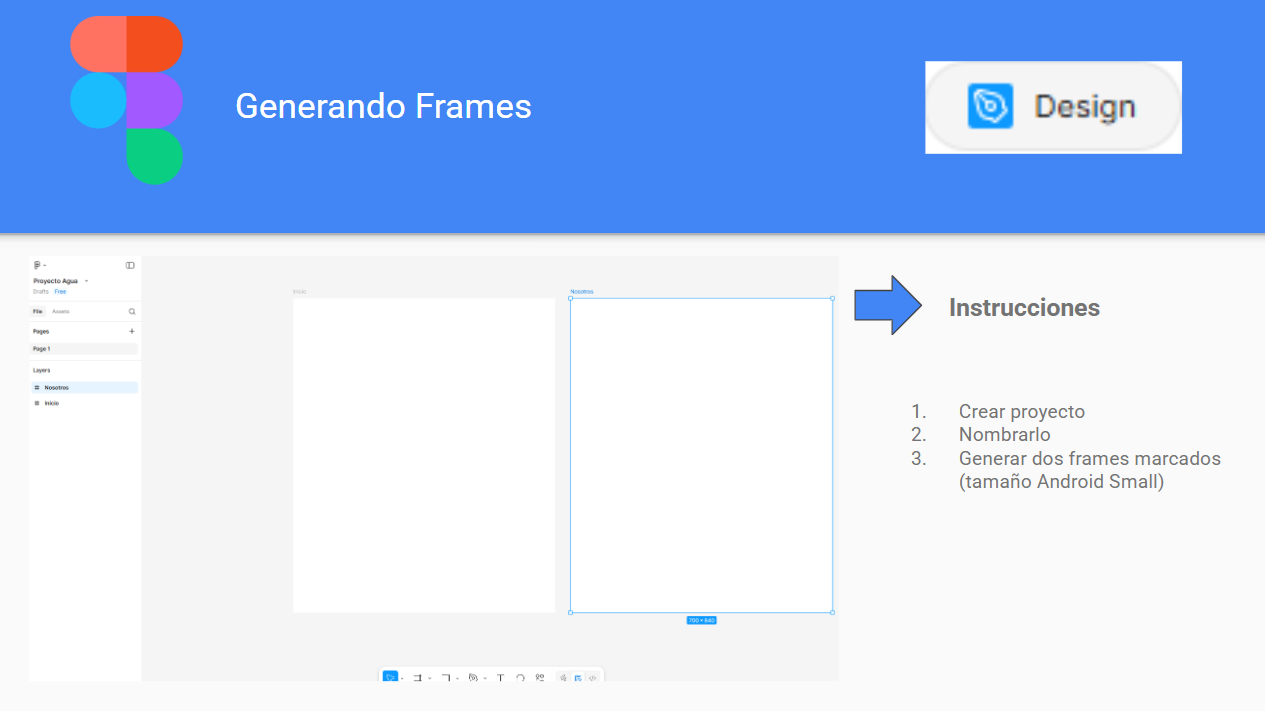 Generando Frames
Design
Proyecto Agua
Drafts Free
File Assets
Pages
Page 1
Layers
Nosotros
Inicio
Inicio
Nosotros
700 × 840
Instrucciones
1. Crear proyecto
2. Nombrarlo
3. Generar dos frames marcados
(tamaño Android Small)